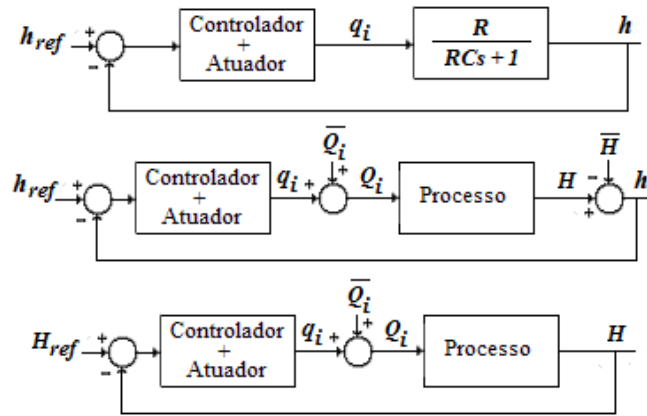 h_ref + − Controlador + Atuador q_i R / RCs + 1 h
h_ref + − Controlador + Atuador q_i + Q̅_i + Q_i Processo H + − H̅ h
H_ref + − Controlador + Atuador q_i + Q̅_i + Q_i Processo H